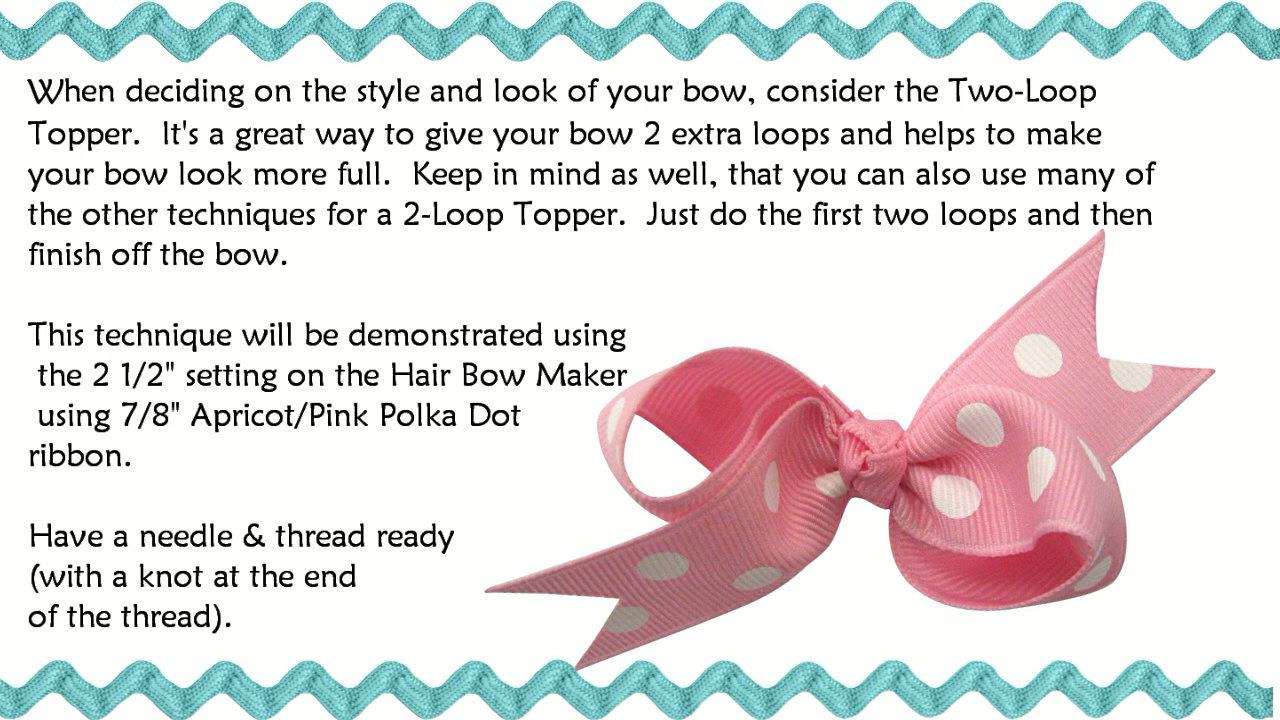 When deciding on the style and look of your bow, consider the Two-Loop
Topper.  It's a great way to give your bow 2 extra loops and helps to make
your bow look more full.  Keep in mind as well, that you can also use many of
the other techniques for a 2-Loop Topper.  Just do the first two loops and then
finish off the bow.
This technique will be demonstrated using
the 2 1/2" setting on the Hair Bow Maker
using 7/8" Apricot/Pink Polka Dot
ribbon.
Have a needle & thread ready
(with a knot at the end
of the thread).